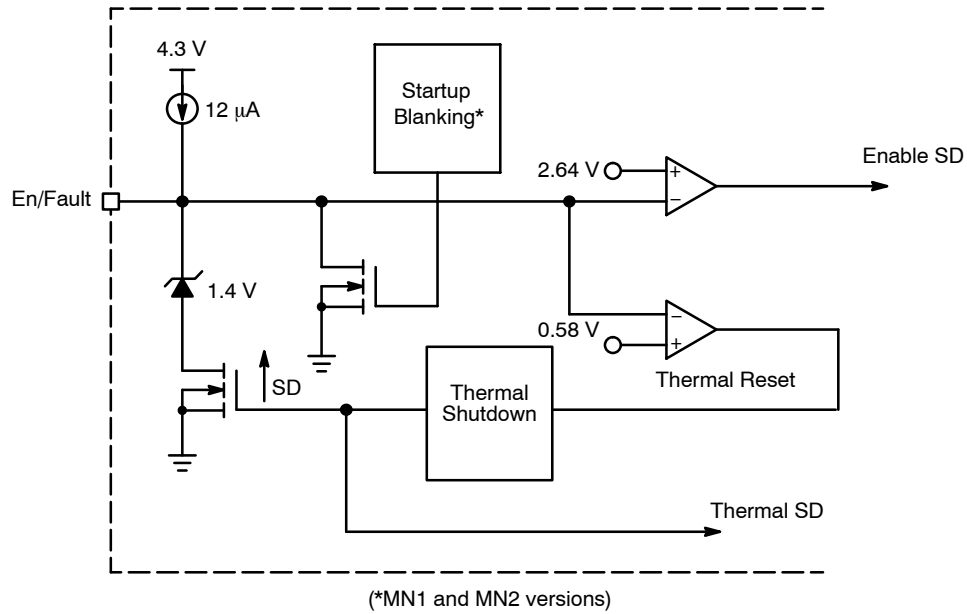 4.3 V
12 μA
Startup
Blanking*
En/Fault
2.64 V
+
−
Enable SD
1.4 V
0.58 V
−
+
Thermal Reset
SD
Thermal
Shutdown
Thermal SD
(*MN1 and MN2 versions)